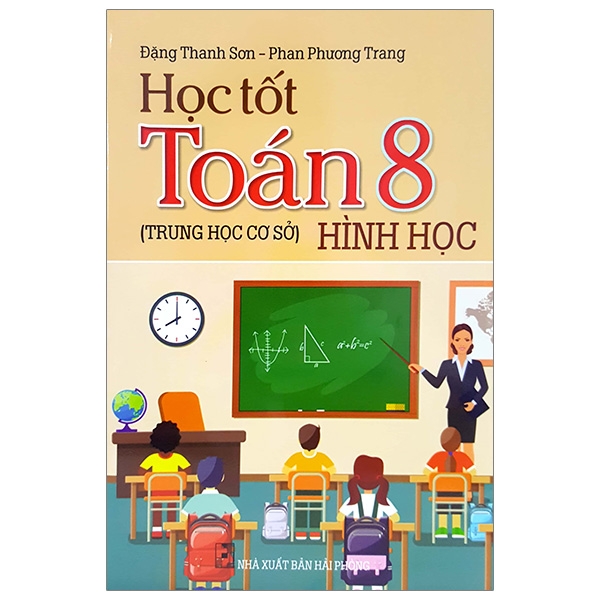 Đặng Thanh Sơn - Phan Phương Trang
Học tốt
Toán 8
(TRUNG HỌC CƠ SỞ) HÌNH HỌC
b c
a
a²+b²=c²
NHÀ XUẤT BẢN HẢI PHÒNG